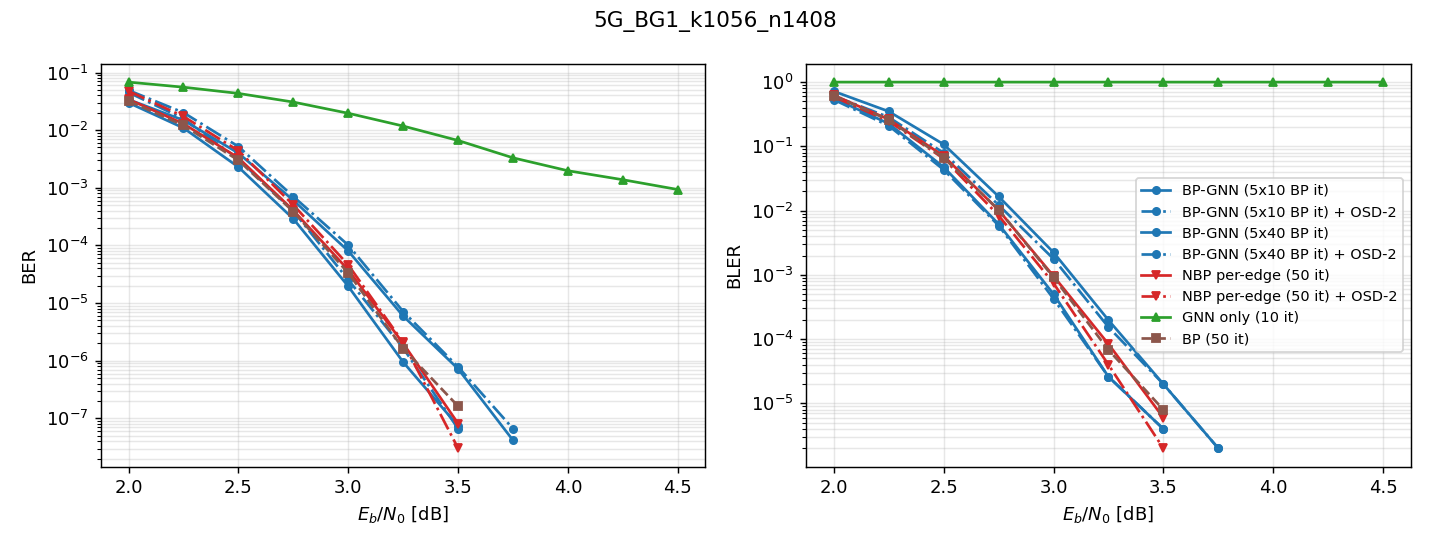 5G_BG1_k1056_n1408
10⁻¹
10⁻²
10⁻³
10⁻⁴
10⁻⁵
10⁻⁶
10⁻⁷
BER
2.0 2.5 3.0 3.5 4.0 4.5
E_b/N_0 [dB]
10⁰
10⁻¹
10⁻²
10⁻³
10⁻⁴
10⁻⁵
BLER
2.0 2.5 3.0 3.5 4.0 4.5
E_b/N_0 [dB]
BP-GNN (5x10 BP it)
BP-GNN (5x10 BP it) + OSD-2
BP-GNN (5x40 BP it)
BP-GNN (5x40 BP it) + OSD-2
NBP per-edge (50 it)
NBP per-edge (50 it) + OSD-2
GNN only (10 it)
BP (50 it)